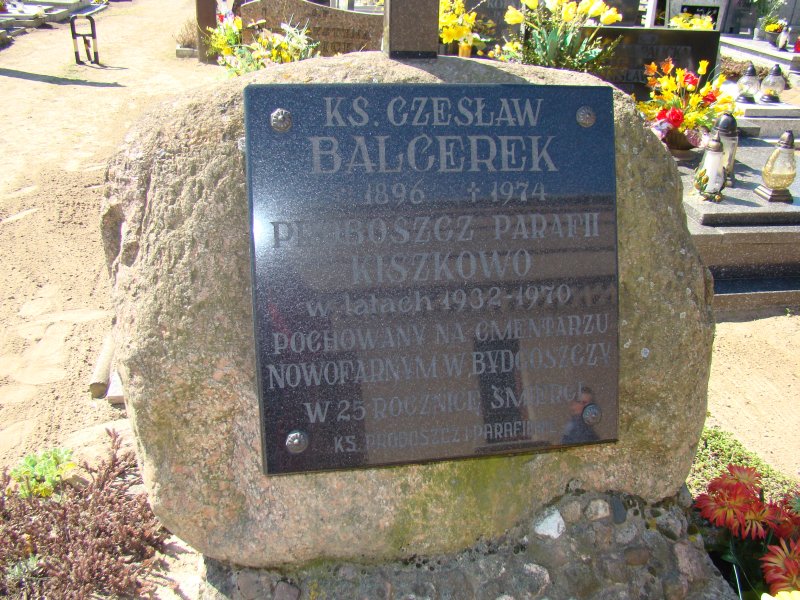 KS. CZESŁAW
BALCEREK
* 1896 † 1974
PROBOSZCZ PARAFII
KISZKOWO
w latach 1932-1970
POCHOWANY NA CMENTARZU
NOWOFARNYM W BYDGOSZCZY
W 25 ROCZNICĘ ŚMIERCI
KS. PROBOSZCZ I PARAFIANIE